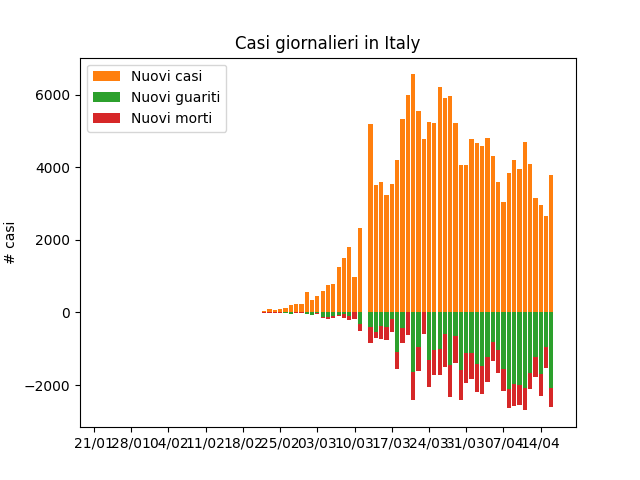 Casi giornalieri in Italy
Nuovi casi
Nuovi guariti
Nuovi morti
# casi
6000
4000
2000
0
−2000
21/01 28/01 04/02 11/02 18/02 25/02 03/03 10/03 17/03 24/03 31/03 07/04 14/04